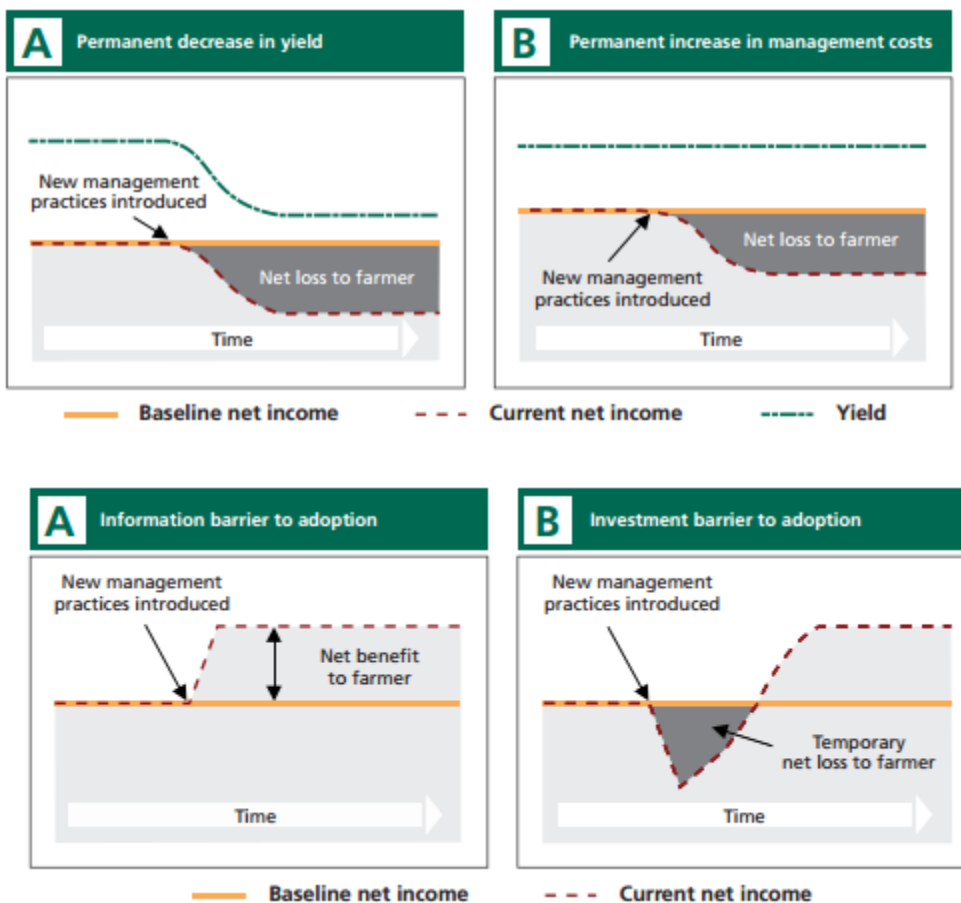 A Permanent decrease in yield
B Permanent increase in management costs
New management
practices introduced
Net loss to farmer
Time
Net loss to farmer
New management
practices introduced
Time
Baseline net income
Current net income
Yield
A Information barrier to adoption
B Investment barrier to adoption
New management
practices introduced
Net benefit
to farmer
Time
New management
practices introduced
Temporary
net loss to farmer
Time
Baseline net income
Current net income